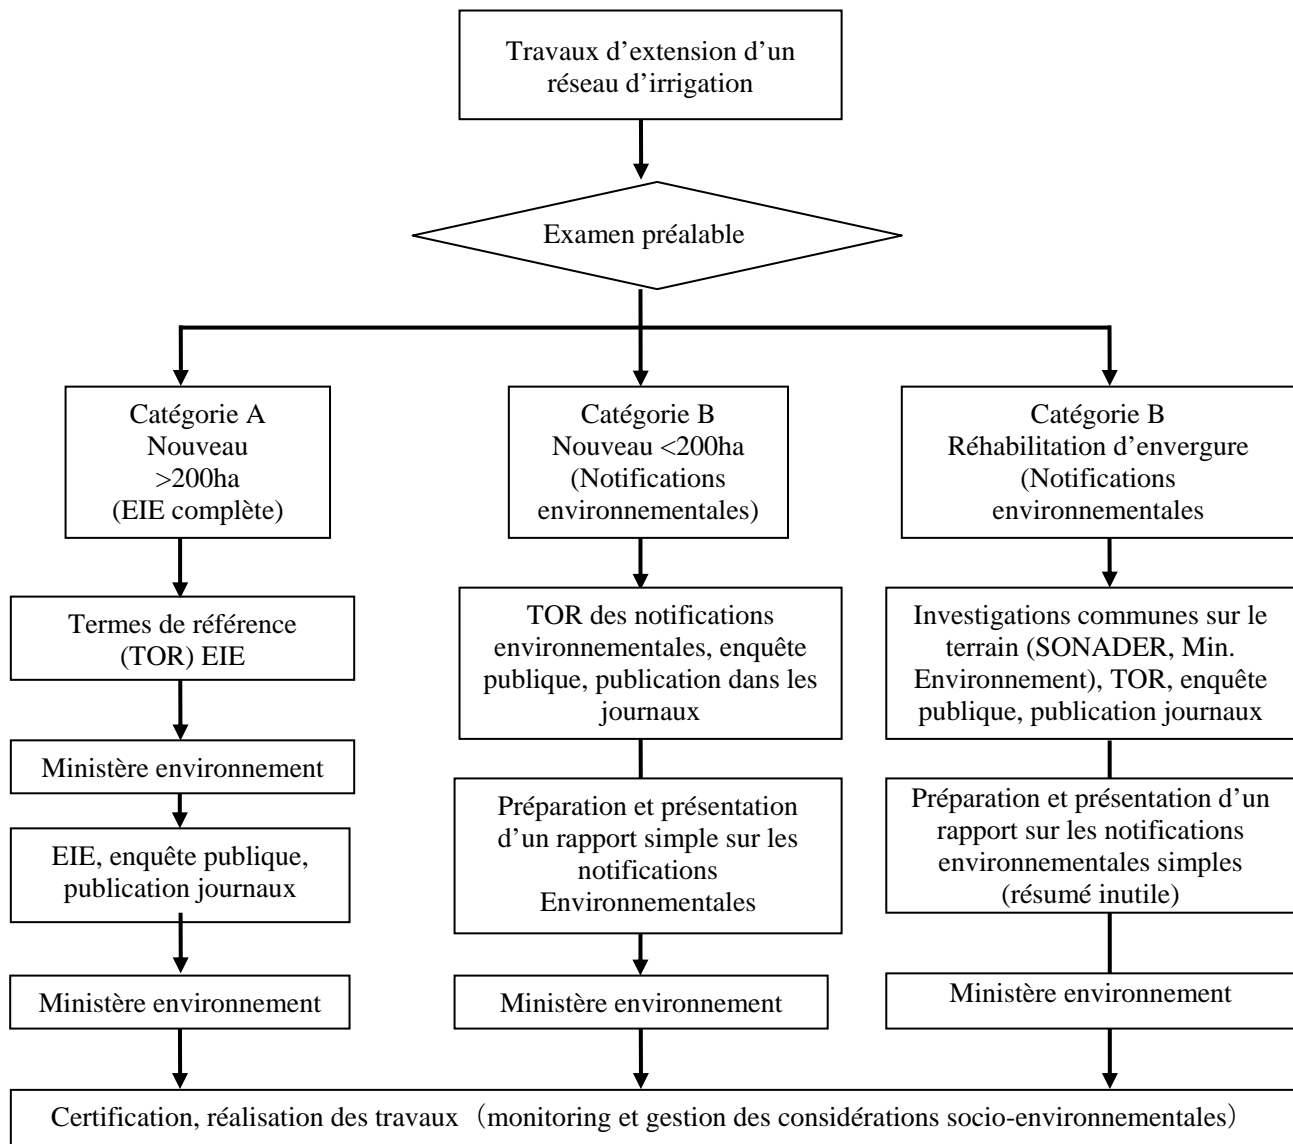 Travaux d’extension d’un
réseau d’irrigation
Examen préalable
Catégorie A
Nouveau
>200ha
(EIE complète)
Catégorie B
Nouveau <200ha
(Notifications
environnementales)
Catégorie B
Réhabilitation d’envergure
(Notifications
environnementales
Termes de référence
(TOR) EIE
TOR des notifications
environnementales, enquête
publique, publication dans les
journaux
Investigations communes sur le
terrain (SONADER, Min.
Environnement), TOR, enquête
publique, publication journaux
Ministère environnement
EIE, enquête publique,
publication journaux
Préparation et présentation
d’un rapport simple sur les
notifications
Environnementales
Préparation et présentation d’un
rapport sur les notifications
environnementales simples
(résumé inutile)
Ministère environnement
Ministère environnement
Ministère environnement
Certification, réalisation des travaux（monitoring et gestion des considérations socio-environnementales）